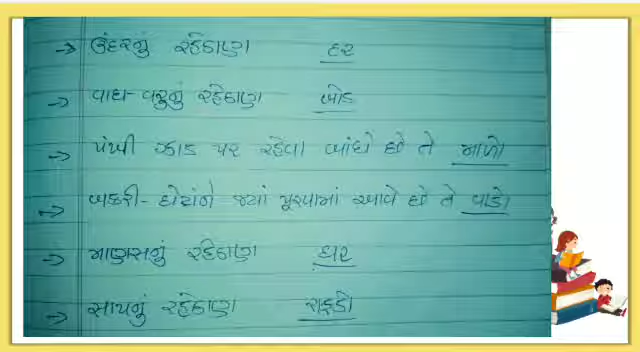 → ઉંદરનું રહેઠાણ દર
→ વાઘ-વરુનું રહેઠાણ બોડ
→ પંખી ઝાડ પર રહેવા બાંધે છે તે માળો
→ બકરી-ઘેટાંને જ્યાં પૂરવામાં આવે છે તે વાડો
→ માણસનું રહેઠાણ ઘર
→ સાપનું રહેઠાણ રાફડો